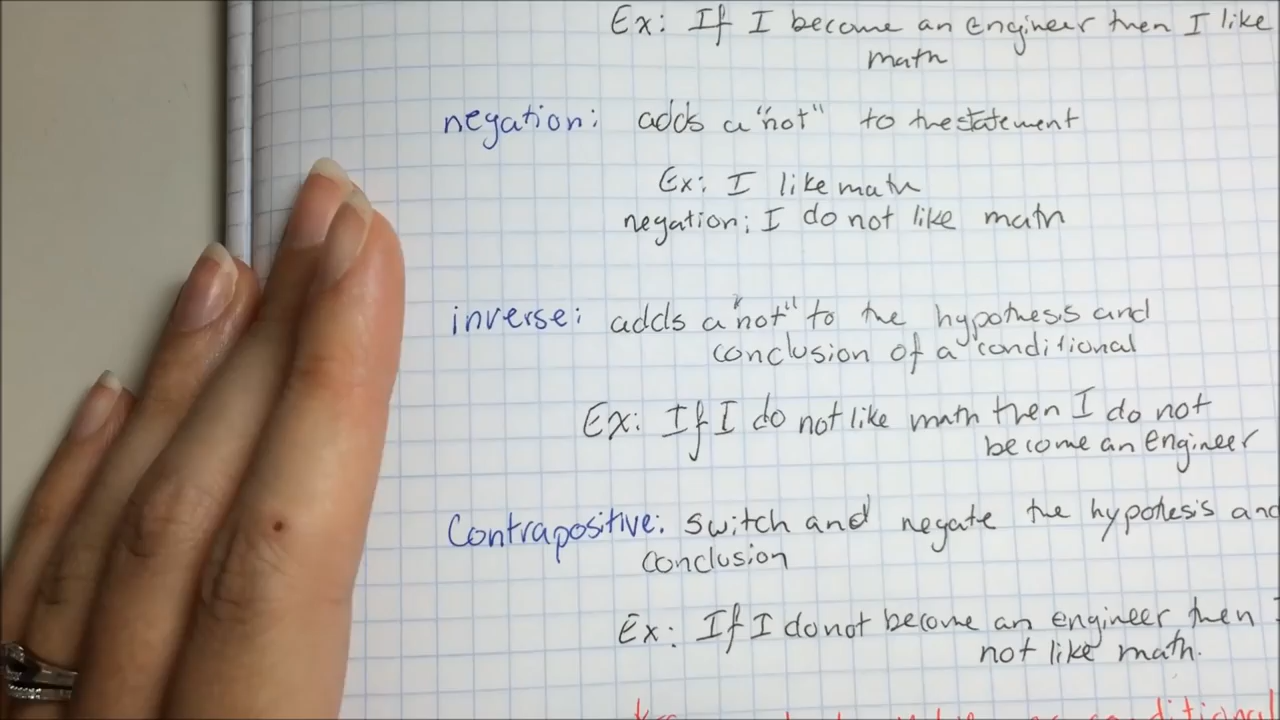 Ex: If I become an engineer then I like
math
negation: adds a "not" to the statement
Ex: I like math
negation: I do not like math
inverse: adds a "not" to the hypothesis and
conclusion of a conditional
Ex: If I do not like math then I do not
become an engineer
Contrapositive: switch and negate the hypothesis and
conclusion
Ex: If I do not become an engineer then
not like math.